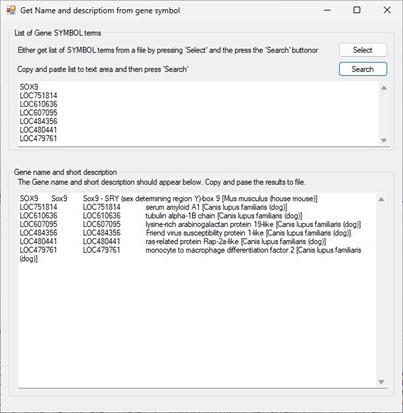 Get Name and descriptiom from gene symbol
List of Gene SYMBOL terms
Either get list of SYMBOL terms from a file by pressing 'Select' and the press the 'Search' buttonor
Select
Copy and paste list to text area and then press 'Search'
Search
SOX9
LOC751814
LOC610636
LOC607095
LOC484356
LOC480441
LOC479761
Gene name and short description
The Gene name and short description should appear below. Copy and paste the results to file.
SOX9 Sox9 Sox9 - SRY (sex determining region Y)-box 9 [Mus musculus (house mouse)]
LOC751814 LOC751814 serum amyloid A1 [Canis lupus familiaris (dog)]
LOC610636 LOC610636 tubulin alpha-1B chain [Canis lupus familiaris (dog)]
LOC607095 LOC607095 lysine-rich arabinogalactan protein 19-like [Canis lupus familiaris (dog)]
LOC484356 LOC484356 Friend virus susceptibility protein 1-like [Canis lupus familiaris (dog)]
LOC480441 LOC480441 ras-related protein Rap-2a-like [Canis lupus familiaris (dog)]
LOC479761 LOC479761 monocyte to macrophage differentiation factor 2 [Canis lupus familiaris
(dog)]